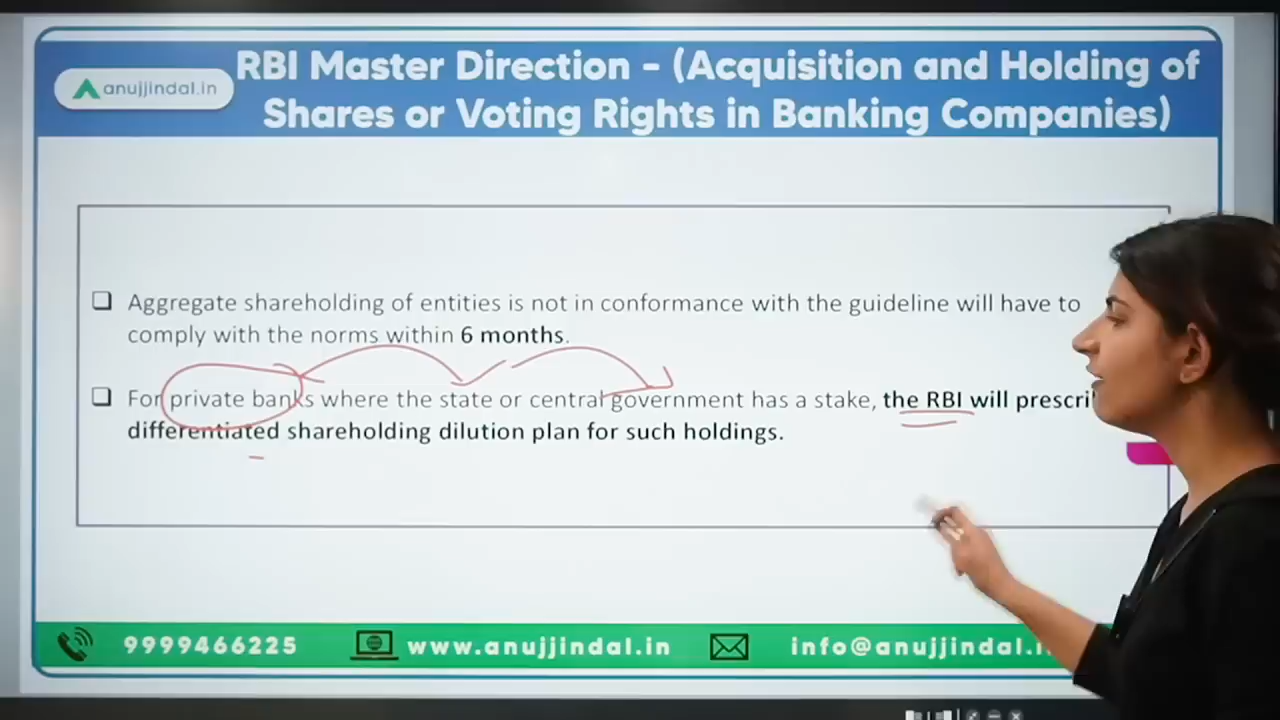 RBI Master Direction - (Acquisition and Holding of
anujjindal.in
Shares or Voting Rights in Banking Companies)
❑ Aggregate shareholding of entities is not in conformance with the guideline will have to
comply with the norms within 6 months.
❑ For private banks where the state or central government has a stake, the RBI will
differentiated shareholding dilution plan for such holdings.
9999466225 www.anujjindal.in